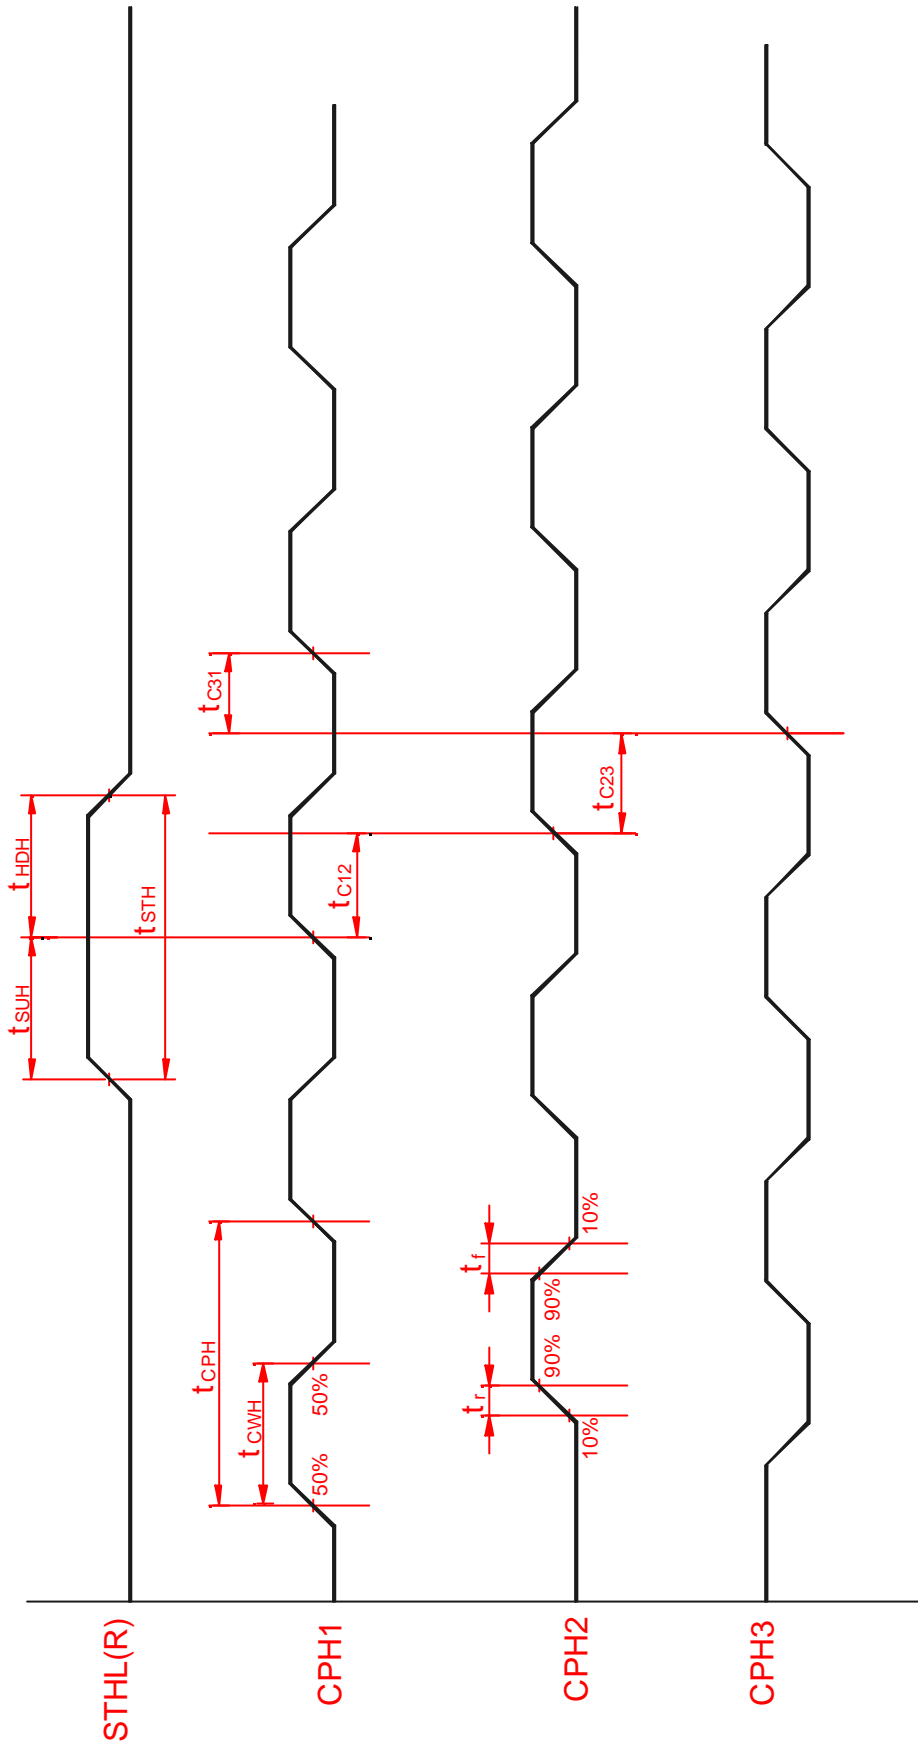 STHL(R)
tSUH
tHDH
tSTH
CPH1
50%
50%
tCWH
tCPH
tC12
tC31
CPH2
10%
90%
90%
10%
tr
tf
tC23
CPH3